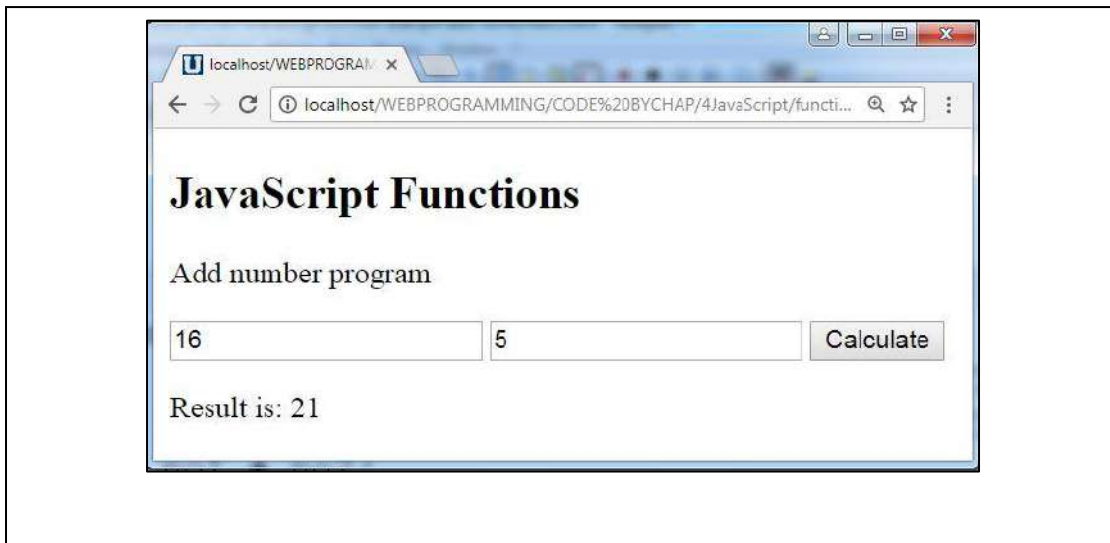 localhost/WEBPROGRAM
localhost/WEBPROGRAMMING/CODE%20BYCHAP/4JavaScript/functi...
JavaScript Functions
Add number program
16 5 Calculate
Result is: 21